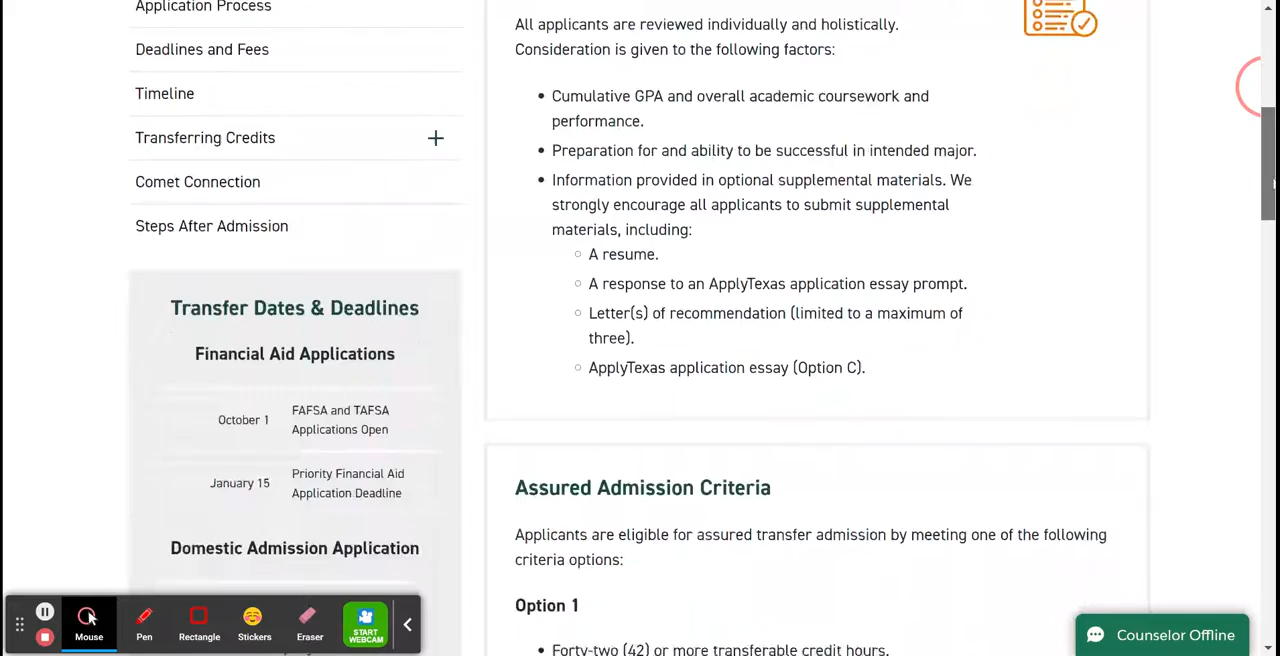 Application Process
Deadlines and Fees
Timeline
Transferring Credits
Comet Connection
Steps After Admission
Transfer Dates & Deadlines
Financial Aid Applications
October 1
FAFSA and TAFSA
Applications Open
January 15
Priority Financial Aid
Application Deadline
Domestic Admission Application
All applicants are reviewed individually and holistically.
Consideration is given to the following factors:
• Cumulative GPA and overall academic coursework and
performance.
• Preparation for and ability to be successful in intended major.
• Information provided in optional supplemental materials. We
strongly encourage all applicants to submit supplemental
materials, including:
○ A resume.
○ A response to an ApplyTexas application essay prompt.
○ Letter(s) of recommendation (limited to a maximum of
three).
○ ApplyTexas application essay (Option C).
Assured Admission Criteria
Applicants are eligible for assured transfer admission by meeting one of the following
criteria options:
Option 1
• Forty-two (42) or more transferable credit hours.
Mouse
Pen
Rectangle
Stickers
Eraser
START
WEBCAM
Counselor Offline